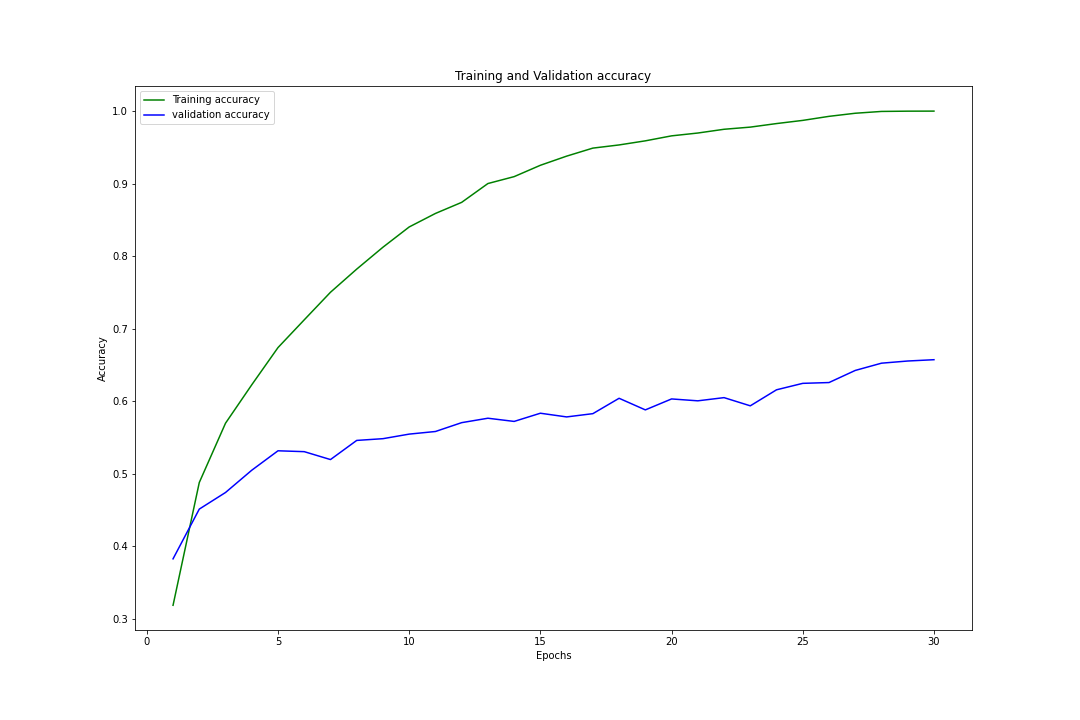 Training and Validation accuracy
Training accuracy
validation accuracy
1.0
0.9
0.8
0.7
0.6
0.5
0.4
0.3
Accuracy
0 5 10 15 20 25 30
Epochs